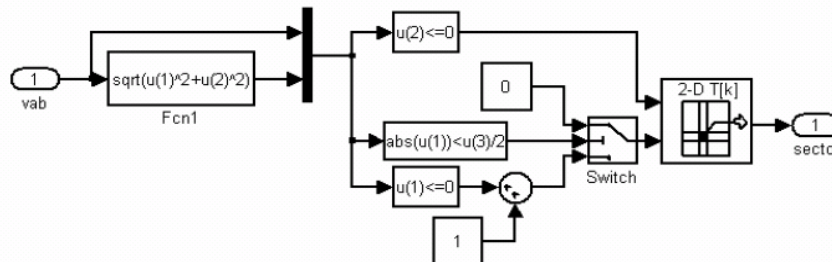 u(2)<=0
2-D T[k]
0
1
sqrt(u(1)^2+u(2)^2)
1
vab
Fcn1
secto
abs(u(1))<u(3)/2
Switch
u(1)<=0
1